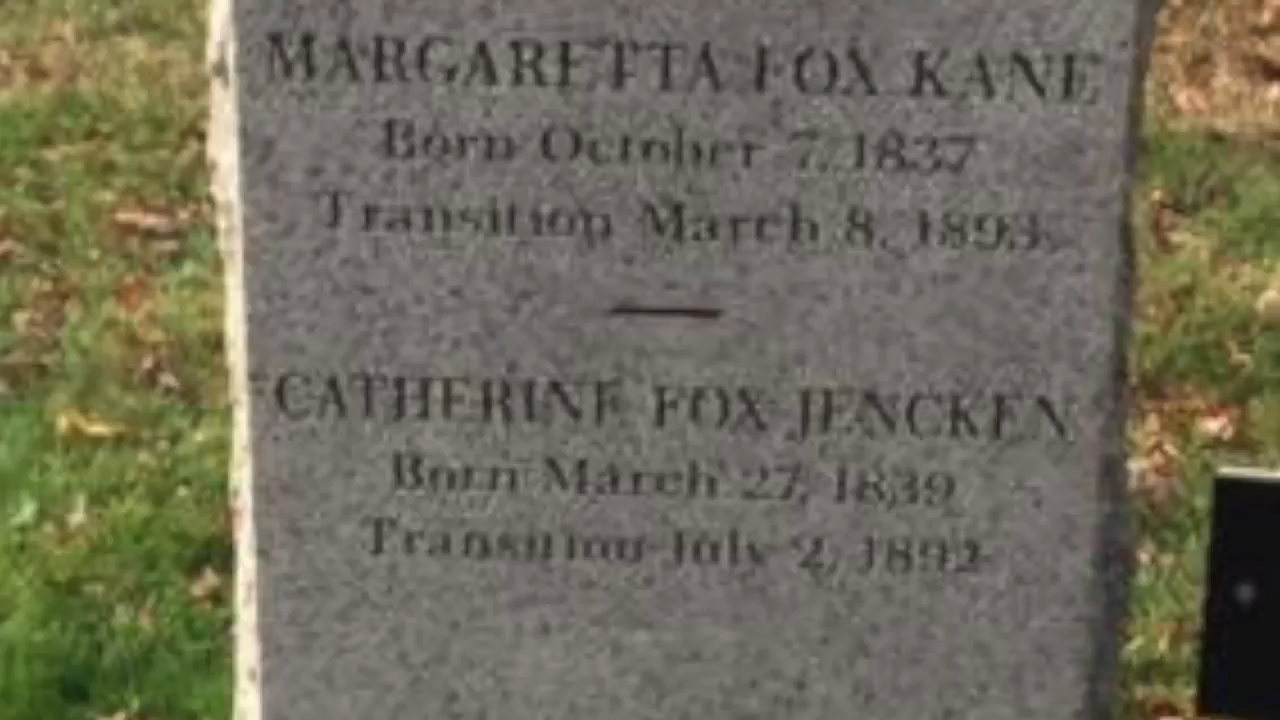 MARGARETTA FOX KANE
Born October 7, 1837
Transition March 8, 1893
CATHERINE FOX JENCKEN
Born March 27, 1839
Transition July 2, 1892